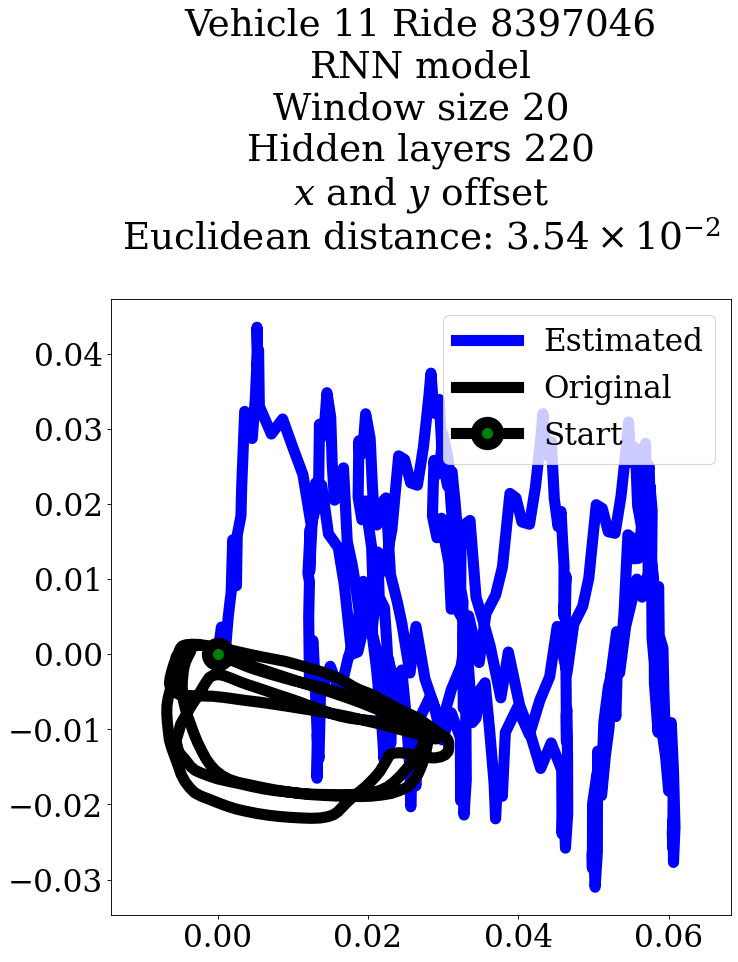 Vehicle 11 Ride 8397046
RNN model
Window size 20
Hidden layers 220
x and y offset
Euclidean distance: 3.54 × 10⁻²
Estimated
Original
Start
0.04
0.03
0.02
0.01
0.00
−0.01
−0.02
−0.03
0.00 0.02 0.04 0.06